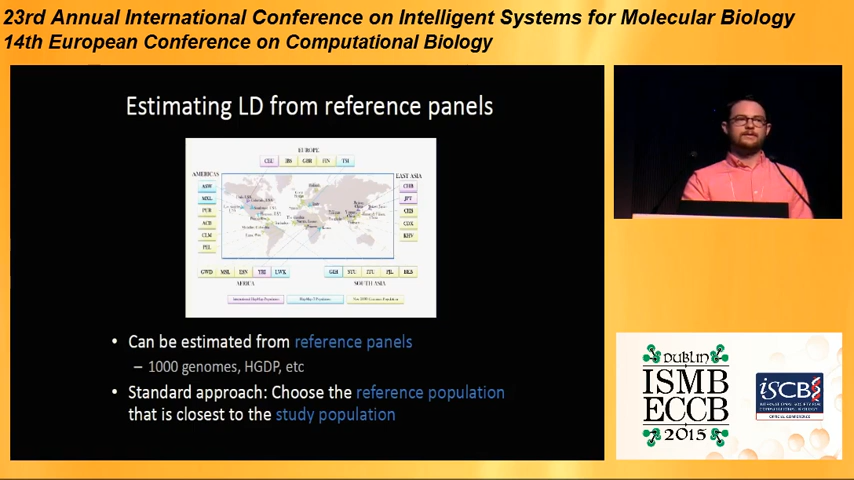 23rd Annual International Conference on Intelligent Systems for Molecular Biology
14th European Conference on Computational Biology
Estimating LD from reference panels
EUROPE
CEU IBS GBR FIN TSI
AMERICAS
EAST ASIA
ASW
MXL
PUR
ACB
CLM
PEL
CHB
JPT
CHS
CDX
KHV
GWD MSL ESN YRI LWK
AFRICA
GIH STU ITU PJL BEB
SOUTH ASIA
• Can be estimated from reference panels
– 1000 genomes, HGDP, etc
• Standard approach: Choose the reference population
that is closest to the study population
DUBLIN
ISMB
ECCB
2015
iSCB